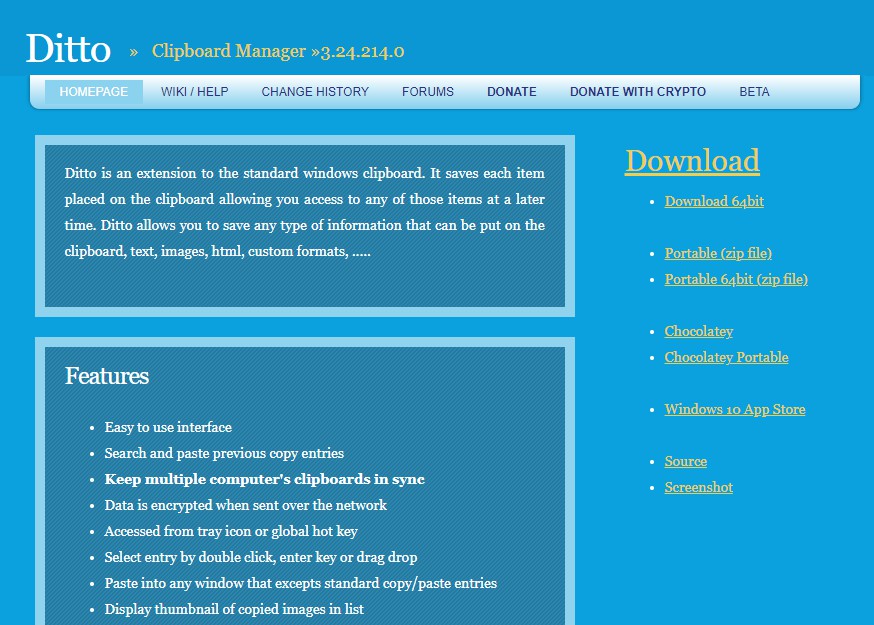 Ditto » Clipboard Manager »3.24.214.0
HOMEPAGE WIKI / HELP CHANGE HISTORY FORUMS DONATE DONATE WITH CRYPTO BETA
Ditto is an extension to the standard windows clipboard. It saves each item
placed on the clipboard allowing you access to any of those items at a later
time. Ditto allows you to save any type of information that can be put on the
clipboard, text, images, html, custom formats, .....
Features
Easy to use interface
Search and paste previous copy entries
Keep multiple computer's clipboards in sync
Data is encrypted when sent over the network
Accessed from tray icon or global hot key
Select entry by double click, enter key or drag drop
Paste into any window that excepts standard copy/paste entries
Display thumbnail of copied images in list
Download
Download 64bit
Portable (zip file)
Portable 64bit (zip file)
Chocolatey
Chocolatey Portable
Windows 10 App Store
Source
Screenshot